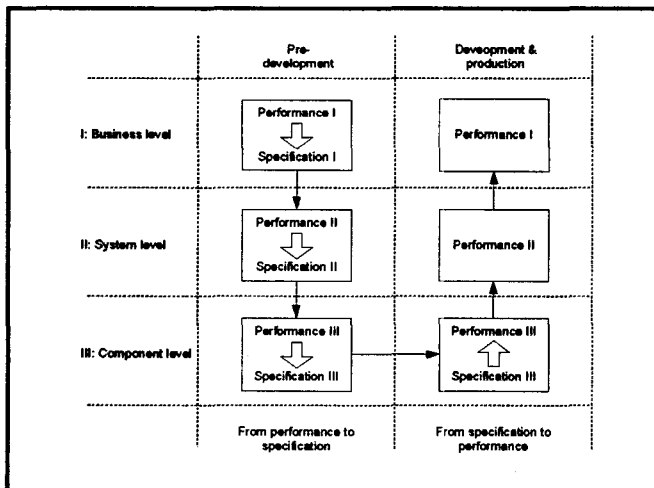 Pre-
development
Deveopment &
production
I: Business level
Performance I
Specification I
Performance I
II: System level
Performance II
Specification II
Performance II
III: Component level
Performance III
Specification III
Performance III
Specification III
From performance to
specification
From specification to
performance